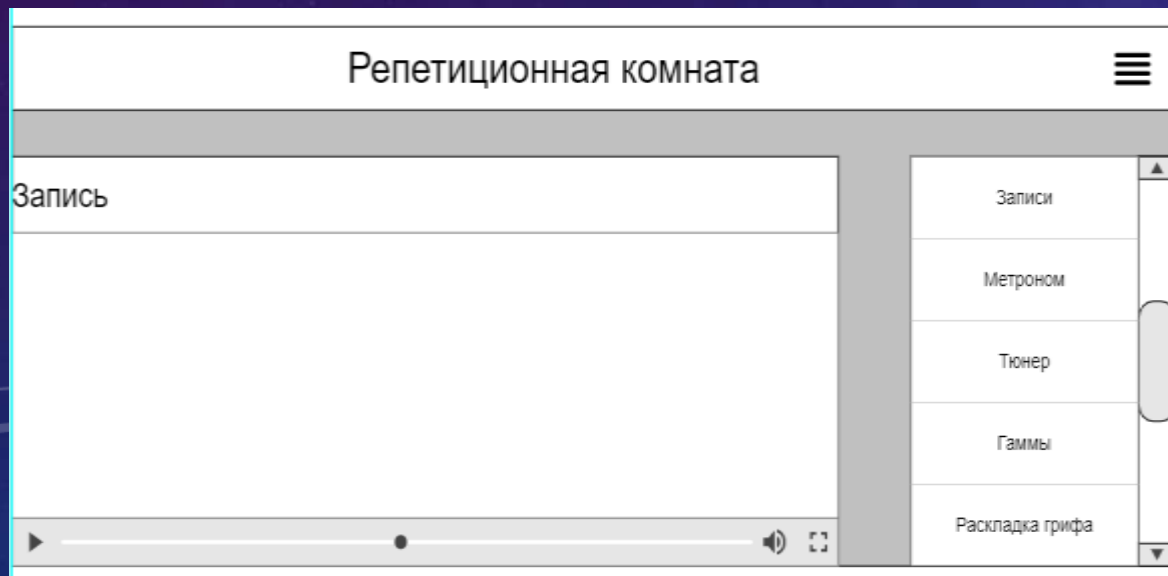 Репетиционная комната
Запись
Записи
Метроном
Тюнер
Гаммы
Раскладка грифа